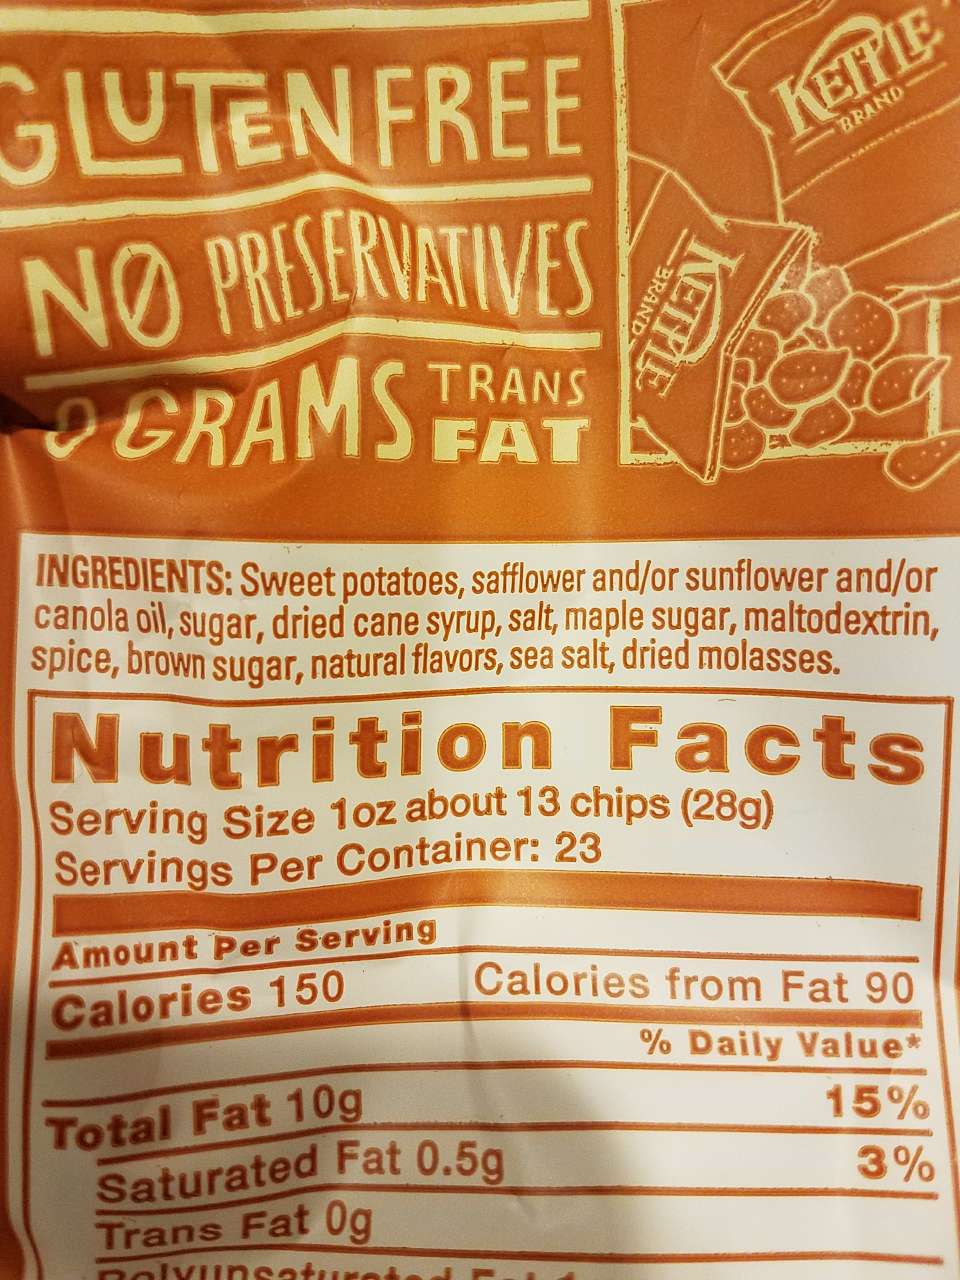 GLUTEN FREE
NO PRESERVATIVES
0 GRAMS TRANS FAT
KETTLE
BRAND
KETTLE
BRAND
INGREDIENTS: Sweet potatoes, safflower and/or sunflower and/or
canola oil, sugar, dried cane syrup, salt, maple sugar, maltodextrin,
spice, brown sugar, natural flavors, sea salt, dried molasses.
Nutrition Facts
Serving Size 1oz about 13 chips (28g)
Servings Per Container: 23
Amount Per Serving
Calories 150 Calories from Fat 90
% Daily Value*
Total Fat 10g 15%
Saturated Fat 0.5g 3%
Trans Fat 0g
Polyunsaturated Fat